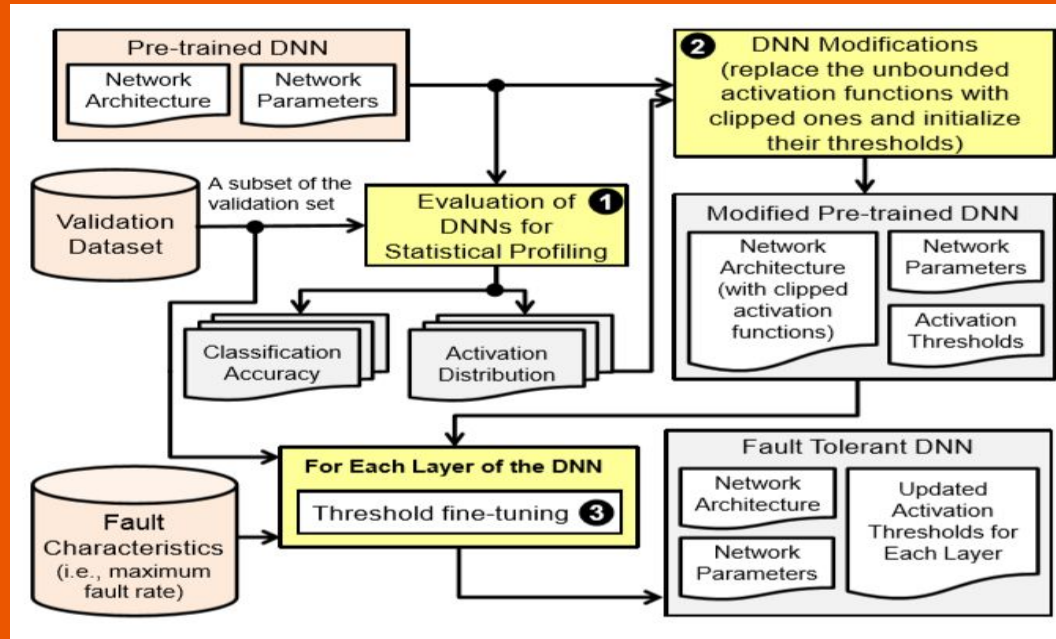 Pre-trained DNN
Network
Architecture
Network
Parameters
2
DNN Modifications
(replace the unbounded
activation functions with
clipped ones and initialize
their thresholds)
Validation
Dataset
A subset of the
validation set
Evaluation of
DNNs for
Statistical Profiling
1
Modified Pre-trained DNN
Network
Architecture
(with clipped
activation
functions)
Network
Parameters
Activation
Thresholds
Classification
Accuracy
Activation
Distribution
Fault
Characteristics
(i.e., maximum
fault rate)
For Each Layer of the DNN
Threshold fine-tuning 3
Fault Tolerant DNN
Network
Architecture
Network
Parameters
Updated
Activation
Thresholds for
Each Layer